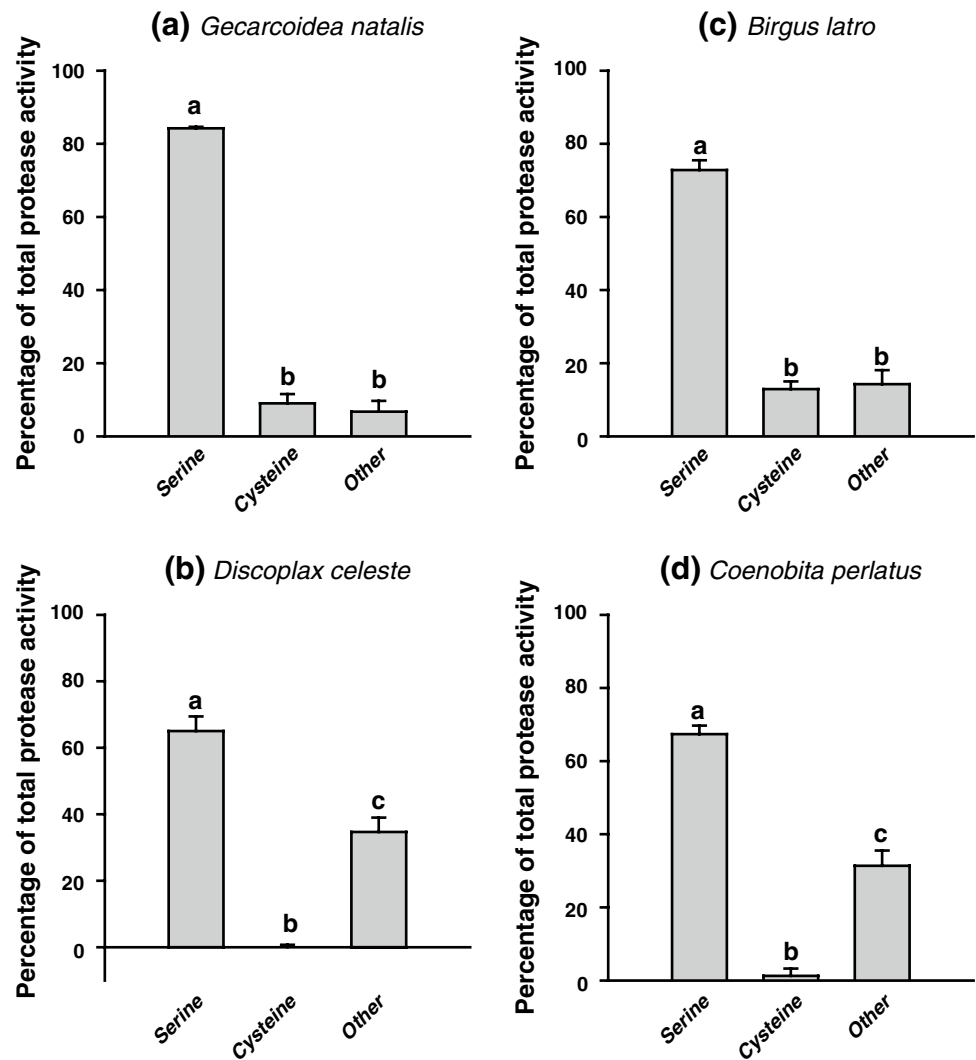 (a) Gecarcoidea natalis
Percentage of total protease activity
100
80
60
40
20
0
a
b
b
Serine
Cysteine
Other
(c) Birgus latro
Percentage of total protease activity
100
80
60
40
20
0
a
b
b
Serine
Cysteine
Other
(b) Discoplax celeste
Percentage of total protease activity
100
80
60
40
20
0
a
b
c
Serine
Cysteine
Other
(d) Coenobita perlatus
Percentage of total protease activity
100
80
60
40
20
0
a
b
c
Serine
Cysteine
Other